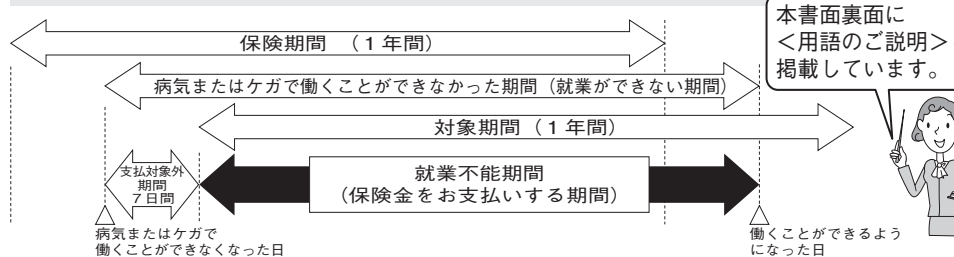 本書面裏面に
＜用語のご説明＞
掲載しています。
保険期間 （１年間）
病気またはケガで働くことができなかった期間（就業ができない期間）
対象期間（１年間）
支払対象外
期間
７日間
就業不能期間
（保険金をお支払いする期間）
病気またはケガで
働くことができなくなった日
働くことができるよう
になった日